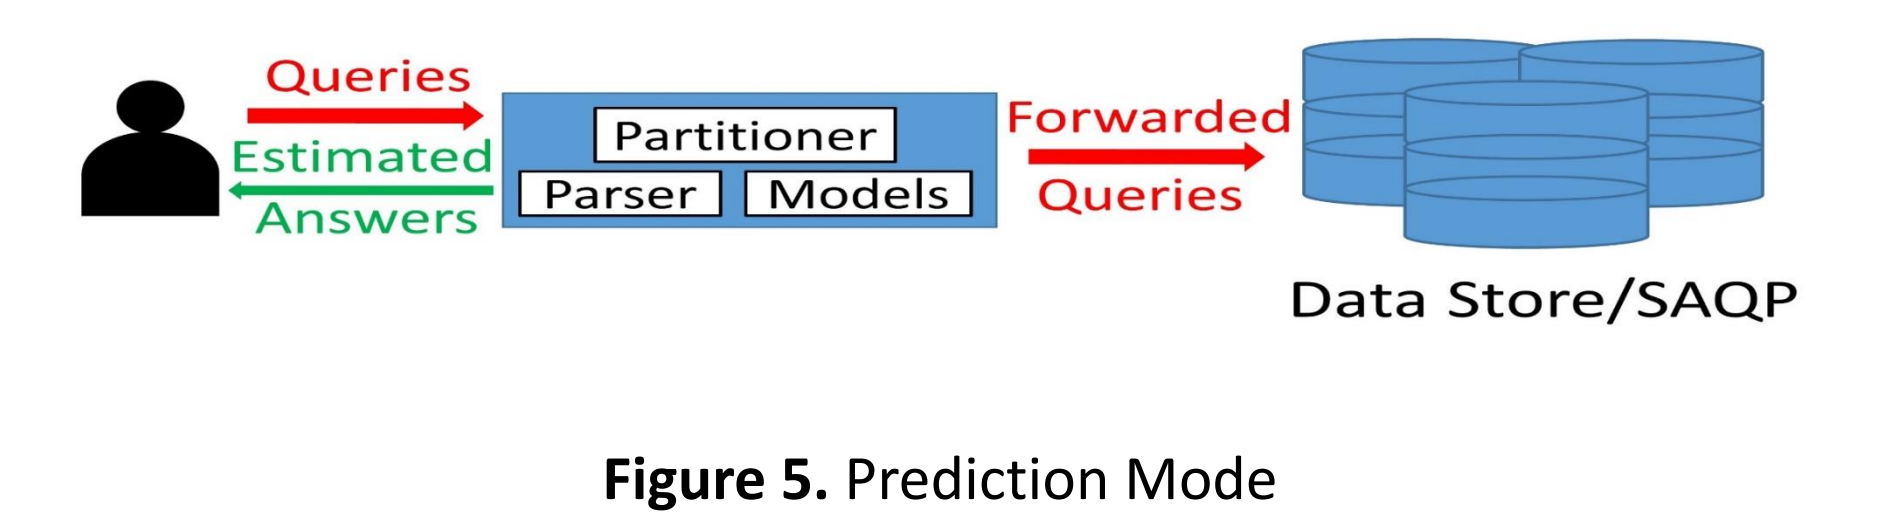 Queries
Estimated
Answers
Partitioner
Parser
Models
Forwarded
Queries
Data Store/SAQP
Figure 5. Prediction Mode